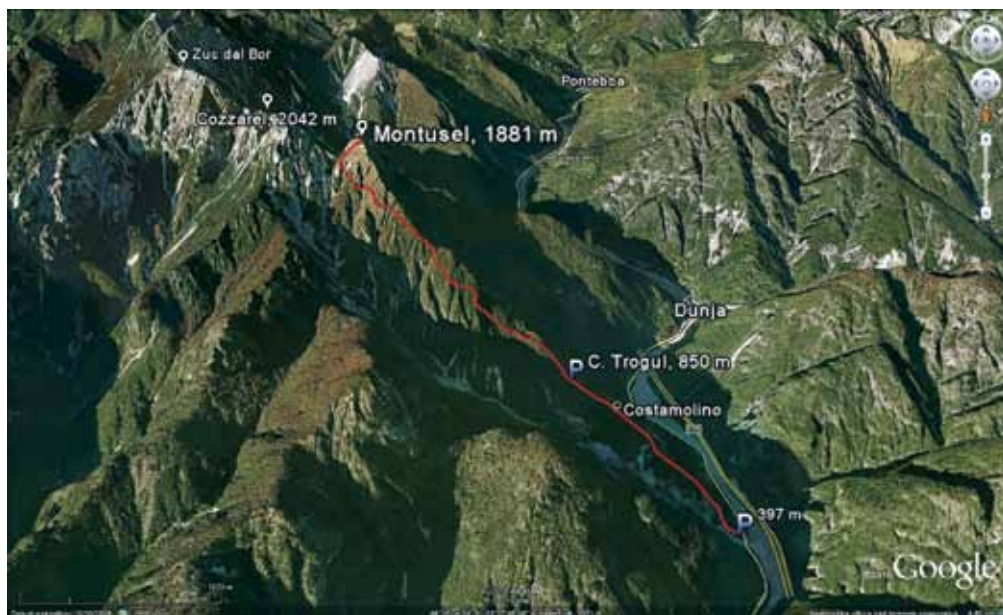 Zuc dal Bor
Pontebba
Cozzarel, 2042 m
Montusel, 1881 m
Dunja
P C. Trogul, 850 m
Costamolino
P 397 m
Google